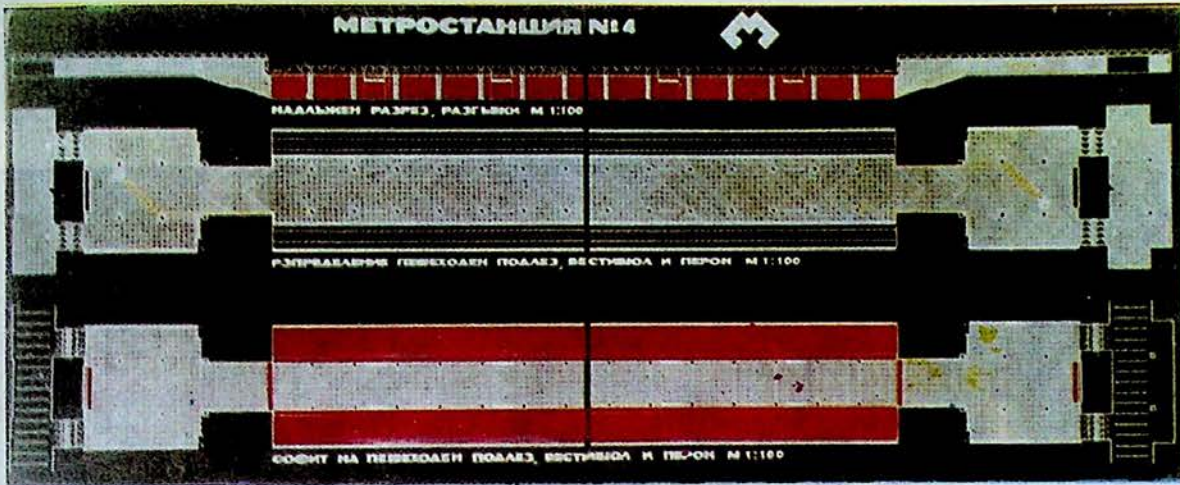 МЕТРОСТАНЦИЯ №4
НАДЛЪЖЕН РАЗРЕЗ, РАЗГЪВКИ М 1:100
РЗПРЕДЕЛЕНИЕ ПЕШЕХОДЕН ПОДЛЕЗ, ВЕСТИБЮЛ И ПЕРОН М 1:100
СОФИТ НА ПЕШЕХОДЕН ПОДЛЕЗ, ВЕСТИБЮЛ И ПЕРОН М 1:100